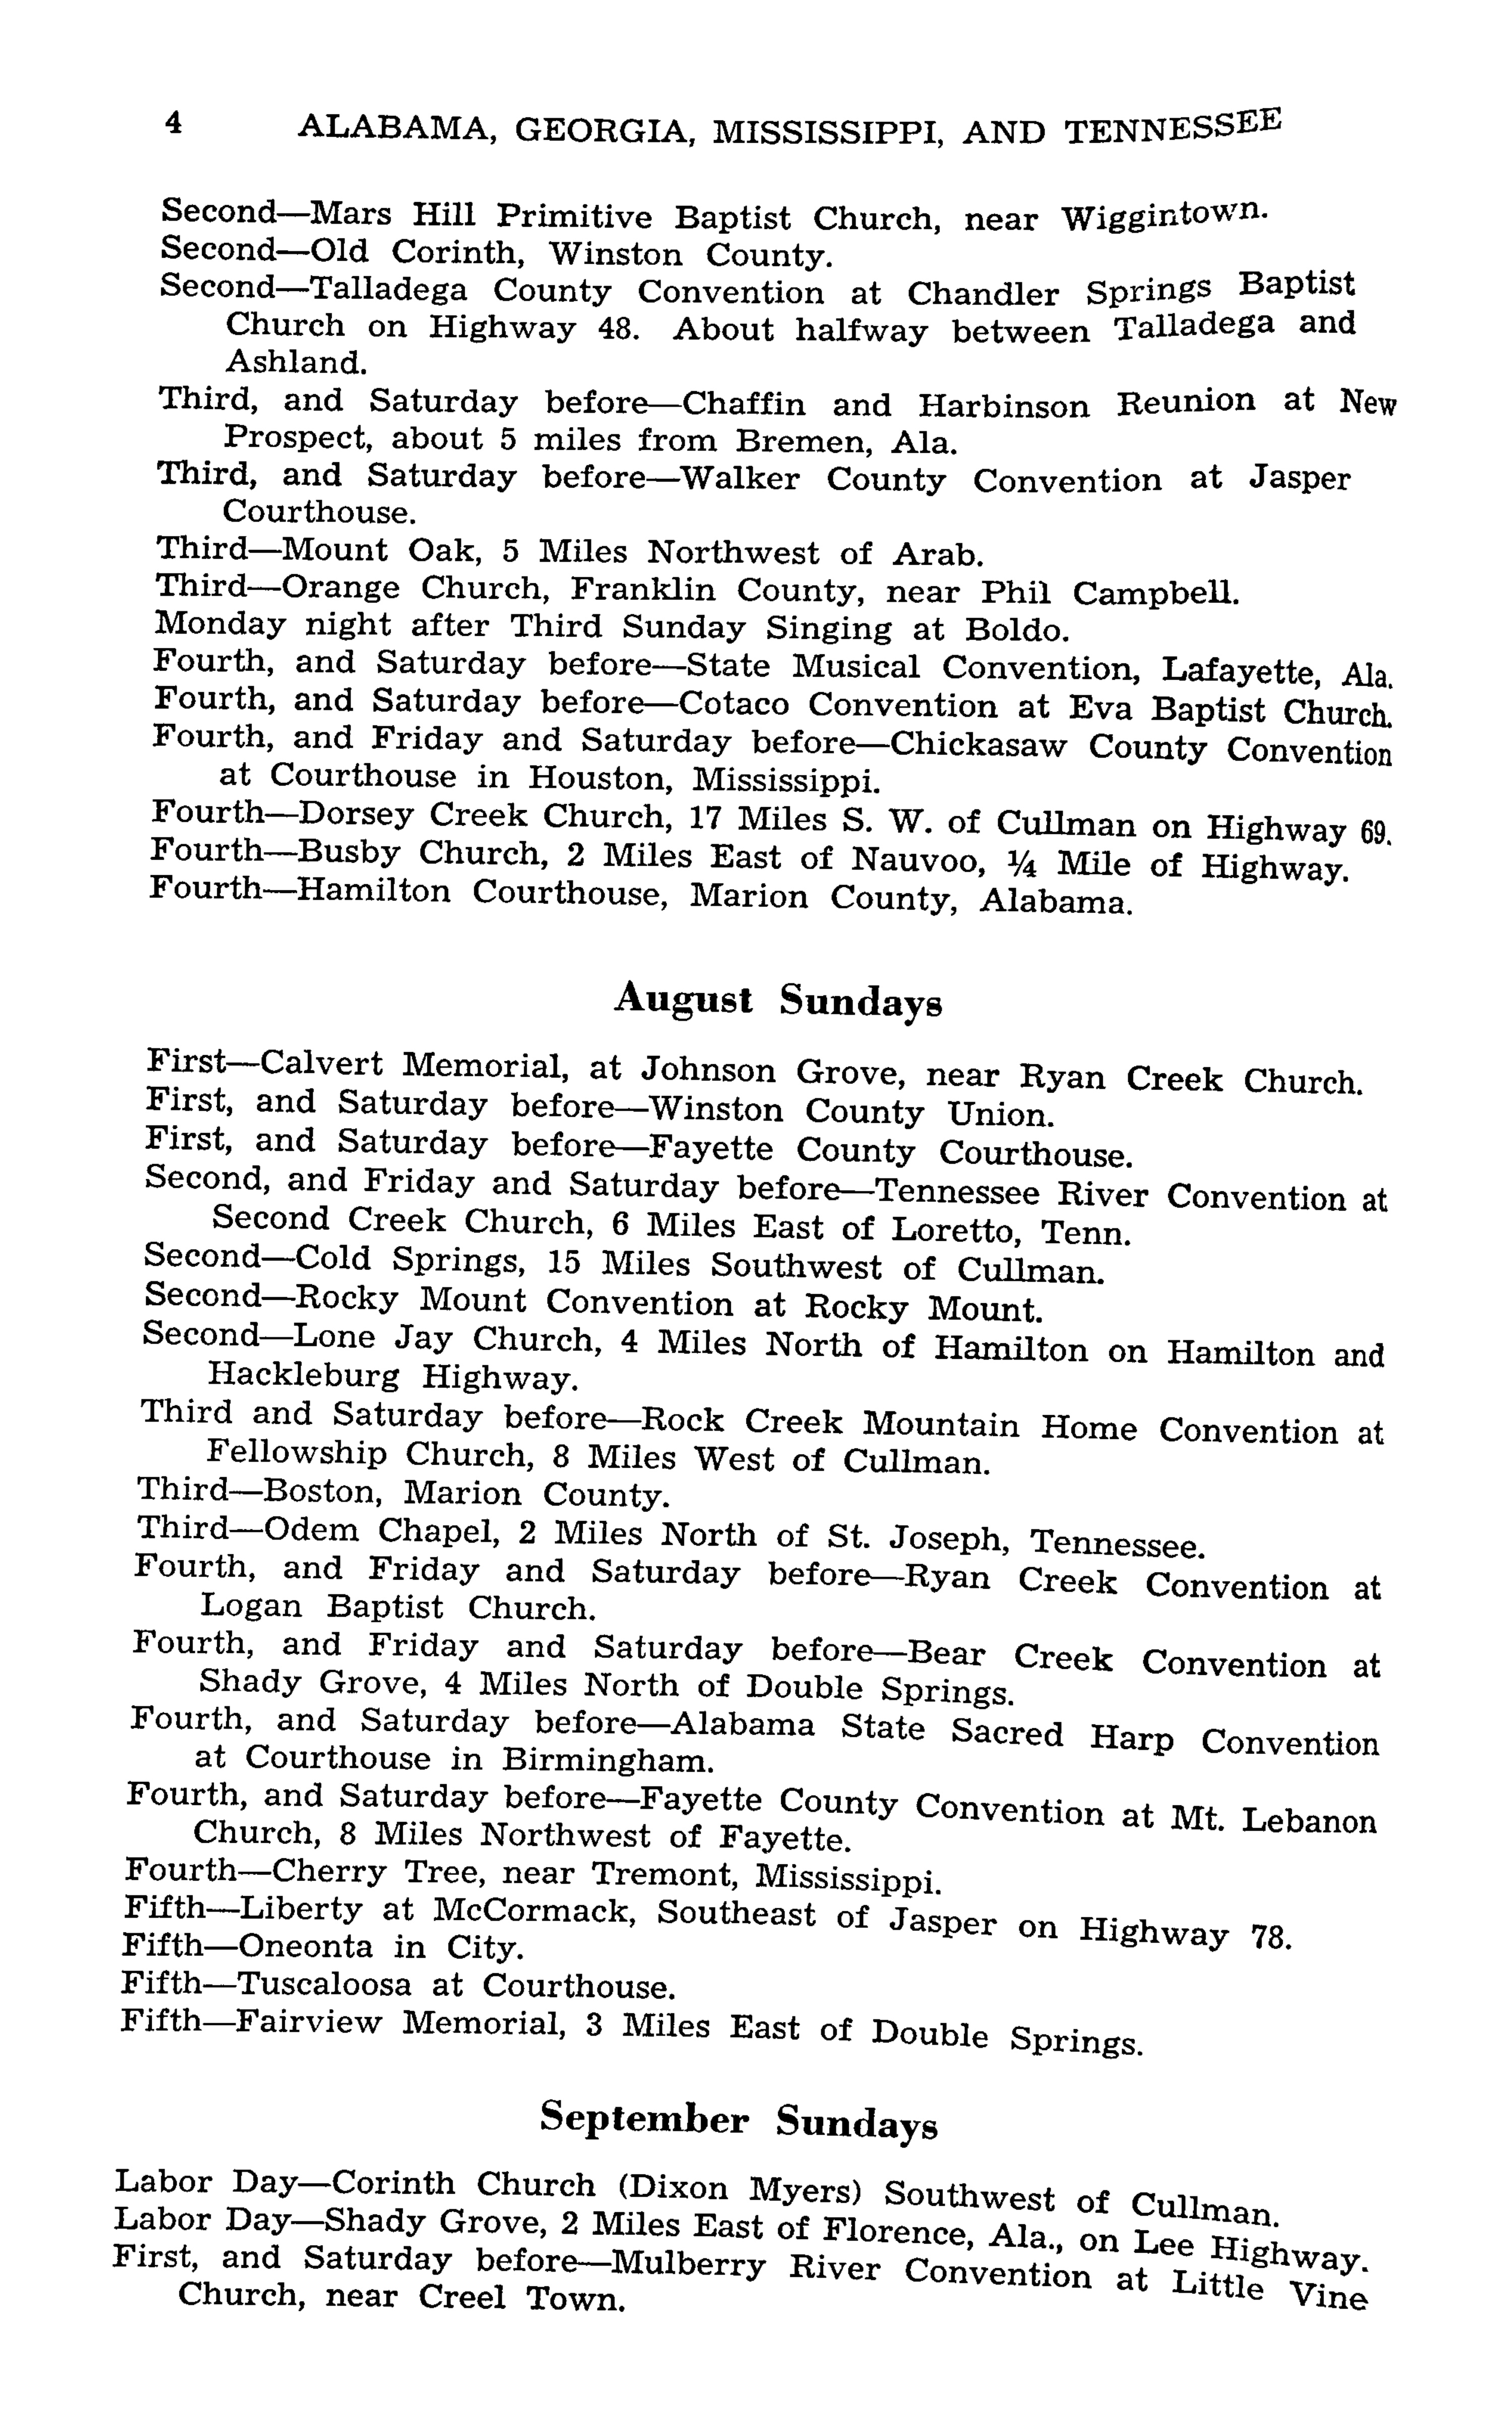 4 ALABAMA, GEORGIA, MISSISSIPPI, AND TENNESSEE
Second—Mars Hill Primitive Baptist Church, near Wiggintown.
Second—Old Corinth, Winston County.
Second—Talladega County Convention at Chandler Springs Baptist
Church on Highway 48. About halfway between Talladega and
Ashland.
Third, and Saturday before—Chaffin and Harbinson Reunion at New
Prospect, about 5 miles from Bremen, Ala.
Third, and Saturday before—Walker County Convention at Jasper
Courthouse.
Third—Mount Oak, 5 Miles Northwest of Arab.
Third—Orange Church, Franklin County, near Phil Campbell.
Monday night after Third Sunday Singing at Boldo.
Fourth, and Saturday before—State Musical Convention, Lafayette, Ala.
Fourth, and Saturday before—Cotaco Convention at Eva Baptist Church.
Fourth, and Friday and Saturday before—Chickasaw County Convention
at Courthouse in Houston, Mississippi.
Fourth—Dorsey Creek Church, 17 Miles S. W. of Cullman on Highway 69.
Fourth—Busby Church, 2 Miles East of Nauvoo, ¼ Mile of Highway.
Fourth—Hamilton Courthouse, Marion County, Alabama.
August Sundays
First—Calvert Memorial, at Johnson Grove, near Ryan Creek Church.
First, and Saturday before—Winston County Union.
First, and Saturday before—Fayette County Courthouse.
Second, and Friday and Saturday before—Tennessee River Convention at
Second Creek Church, 6 Miles East of Loretto, Tenn.
Second—Cold Springs, 15 Miles Southwest of Cullman.
Second—Rocky Mount Convention at Rocky Mount.
Second—Lone Jay Church, 4 Miles North of Hamilton on Hamilton and
Hackleburg Highway.
Third and Saturday before—Rock Creek Mountain Home Convention at
Fellowship Church, 8 Miles West of Cullman.
Third—Boston, Marion County.
Third—Odem Chapel, 2 Miles North of St. Joseph, Tennessee.
Fourth, and Friday and Saturday before—Ryan Creek Convention at
Logan Baptist Church.
Fourth, and Friday and Saturday before—Bear Creek Convention at
Shady Grove, 4 Miles North of Double Springs.
Fourth, and Saturday before—Alabama State Sacred Harp Convention
at Courthouse in Birmingham.
Fourth, and Saturday before—Fayette County Convention at Mt. Lebanon
Church, 8 Miles Northwest of Fayette.
Fourth—Cherry Tree, near Tremont, Mississippi.
Fifth—Liberty at McCormack, Southeast of Jasper on Highway 78.
Fifth—Oneonta in City.
Fifth—Tuscaloosa at Courthouse.
Fifth—Fairview Memorial, 3 Miles East of Double Springs.
September Sundays
Labor Day—Corinth Church (Dixon Myers) Southwest of Cullman.
Labor Day—Shady Grove, 2 Miles East of Florence, Ala., on Lee Highway.
First, and Saturday before—Mulberry River Convention at Little Vine
Church, near Creel Town.